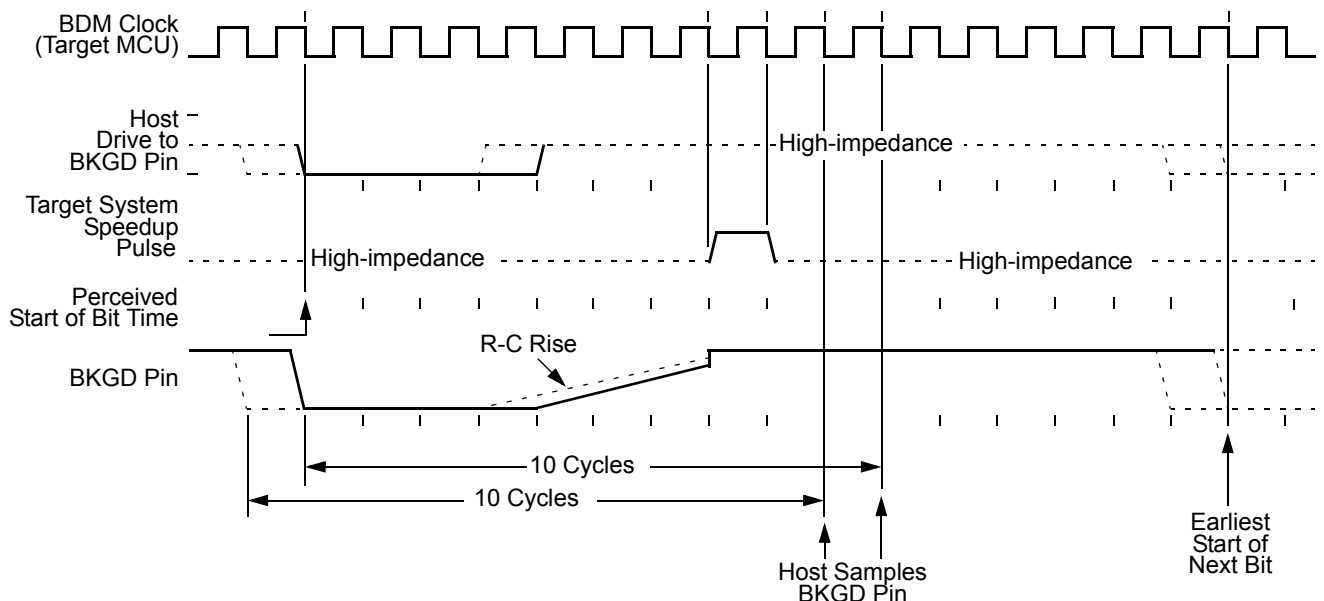 BDM Clock
(Target MCU)
Host
Drive to
BKGD Pin
High-impedance
Target System
Speedup
Pulse
High-impedance
High-impedance
Perceived
Start of Bit Time
R-C Rise
BKGD Pin
10 Cycles
10 Cycles
Earliest
Start of
Next Bit
Host Samples
BKGD Pin